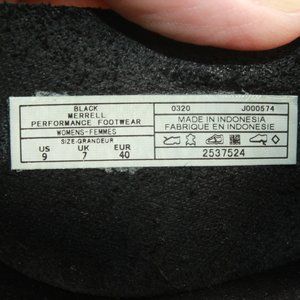 BLACK
MERRELL
PERFORMANCE FOOTWEAR
WOMENS-FEMMES
SIZE-GRANDEUR
US UK EUR
9 7 40
0320 J000574
MADE IN INDONESIA
FABRIQUE EN INDONESIE
2537524